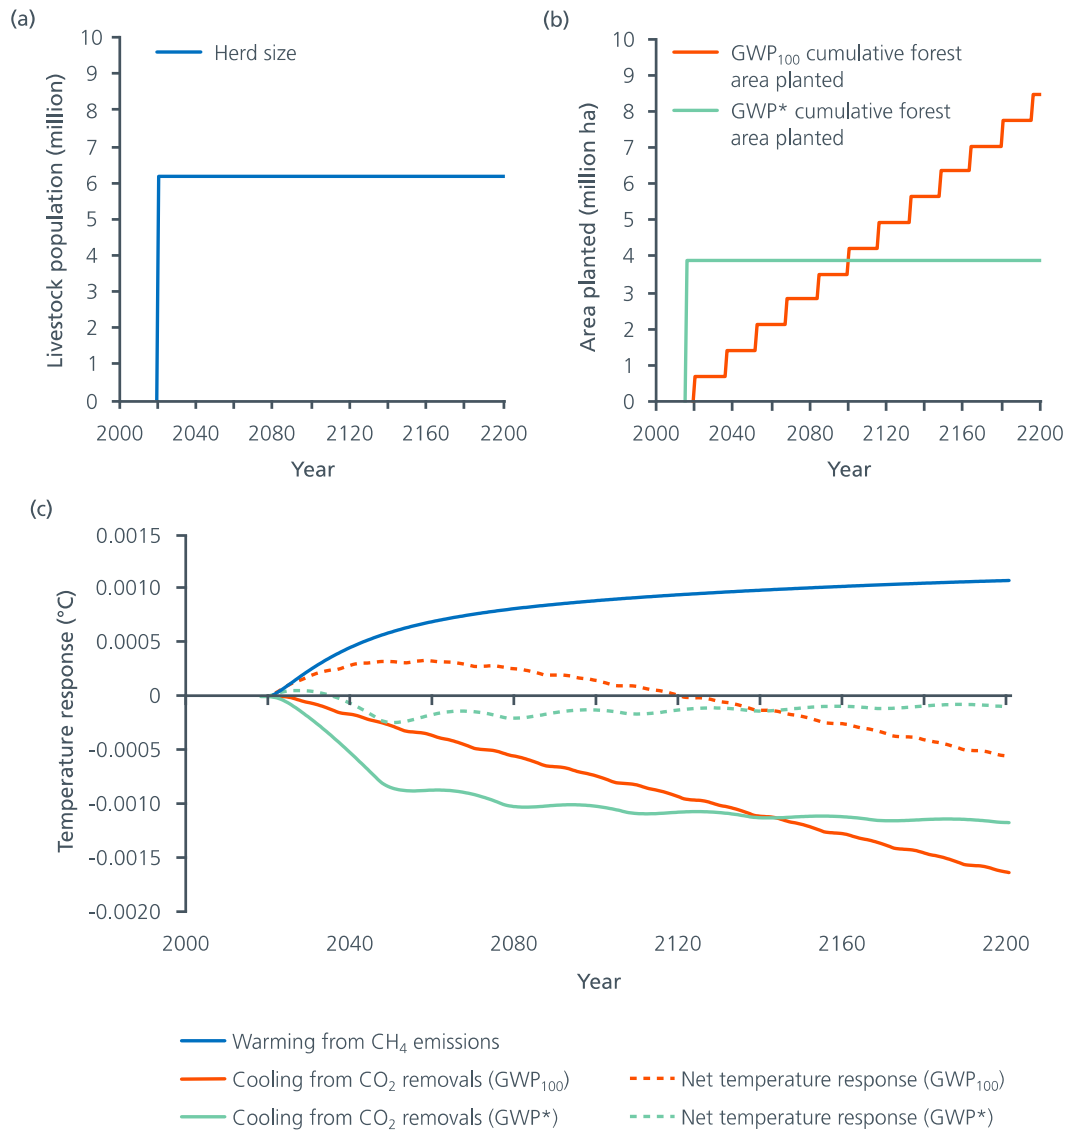 (a)
10
9
8
7
6
5
4
3
2
1
0
Livestock population (million)
Herd size
2000 2040 2080 2120 2160 2200
Year
(b)
10
9
8
7
6
5
4
3
2
1
0
Area planted (million ha)
GWP₁₀₀ cumulative forest
area planted
GWP* cumulative forest
area planted
2000 2040 2080 2120 2160 2200
Year
(c)
0.0015
0.0010
0.0005
0
-0.0005
-0.0010
-0.0015
-0.0020
Temperature response (°C)
2000 2040 2080 2120 2160 2200
Year
Warming from CH₄ emissions
Cooling from CO₂ removals (GWP₁₀₀)
Net temperature response (GWP₁₀₀)
Cooling from CO₂ removals (GWP*)
Net temperature response (GWP*)